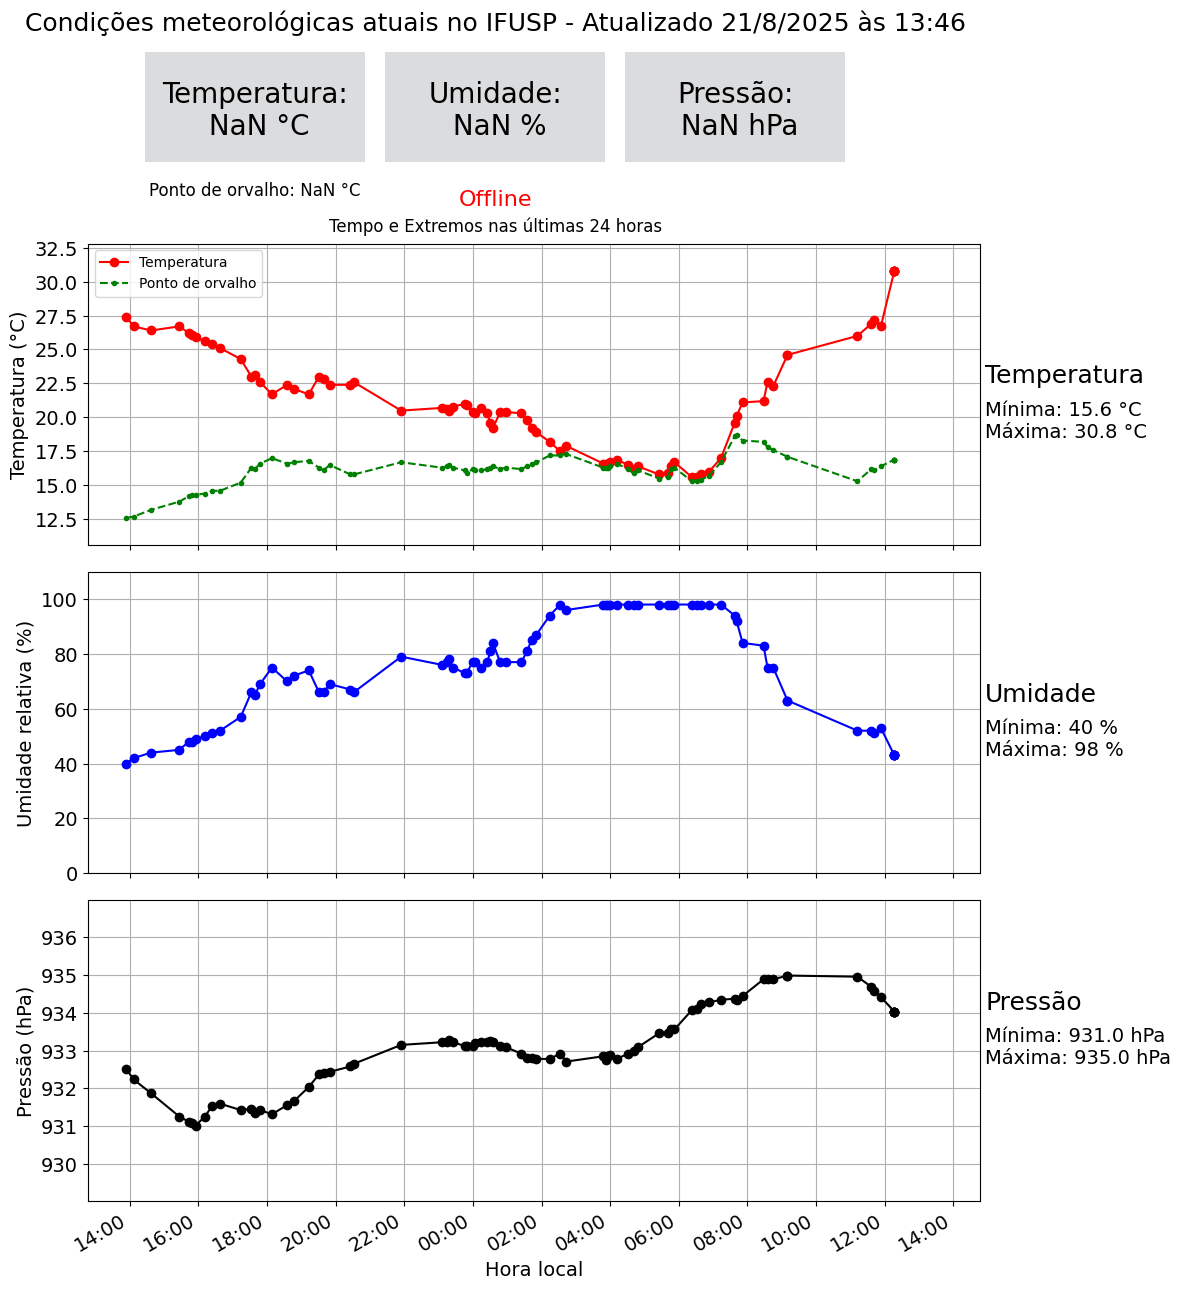 Condições meteorológicas atuais no IFUSP - Atualizado 21/8/2025 às 13:46
Temperatura:
NaN °C
Umidade:
NaN %
Pressão:
NaN hPa
Ponto de orvalho: NaN °C
Offline
Tempo e Extremos nas últimas 24 horas
Temperatura (°C)
32.5
30.0
27.5
25.0
22.5
20.0
17.5
15.0
12.5
Temperatura
Ponto de orvalho
Temperatura
Mínima: 15.6 °C
Máxima: 30.8 °C
Umidade relativa (%)
100
80
60
40
20
0
Umidade
Mínima: 40 %
Máxima: 98 %
Pressão (hPa)
936
935
934
933
932
931
930
Pressão
Mínima: 931.0 hPa
Máxima: 935.0 hPa
14:00 16:00 18:00 20:00 22:00 00:00 02:00 04:00 06:00 08:00 10:00 12:00 14:00
Hora local